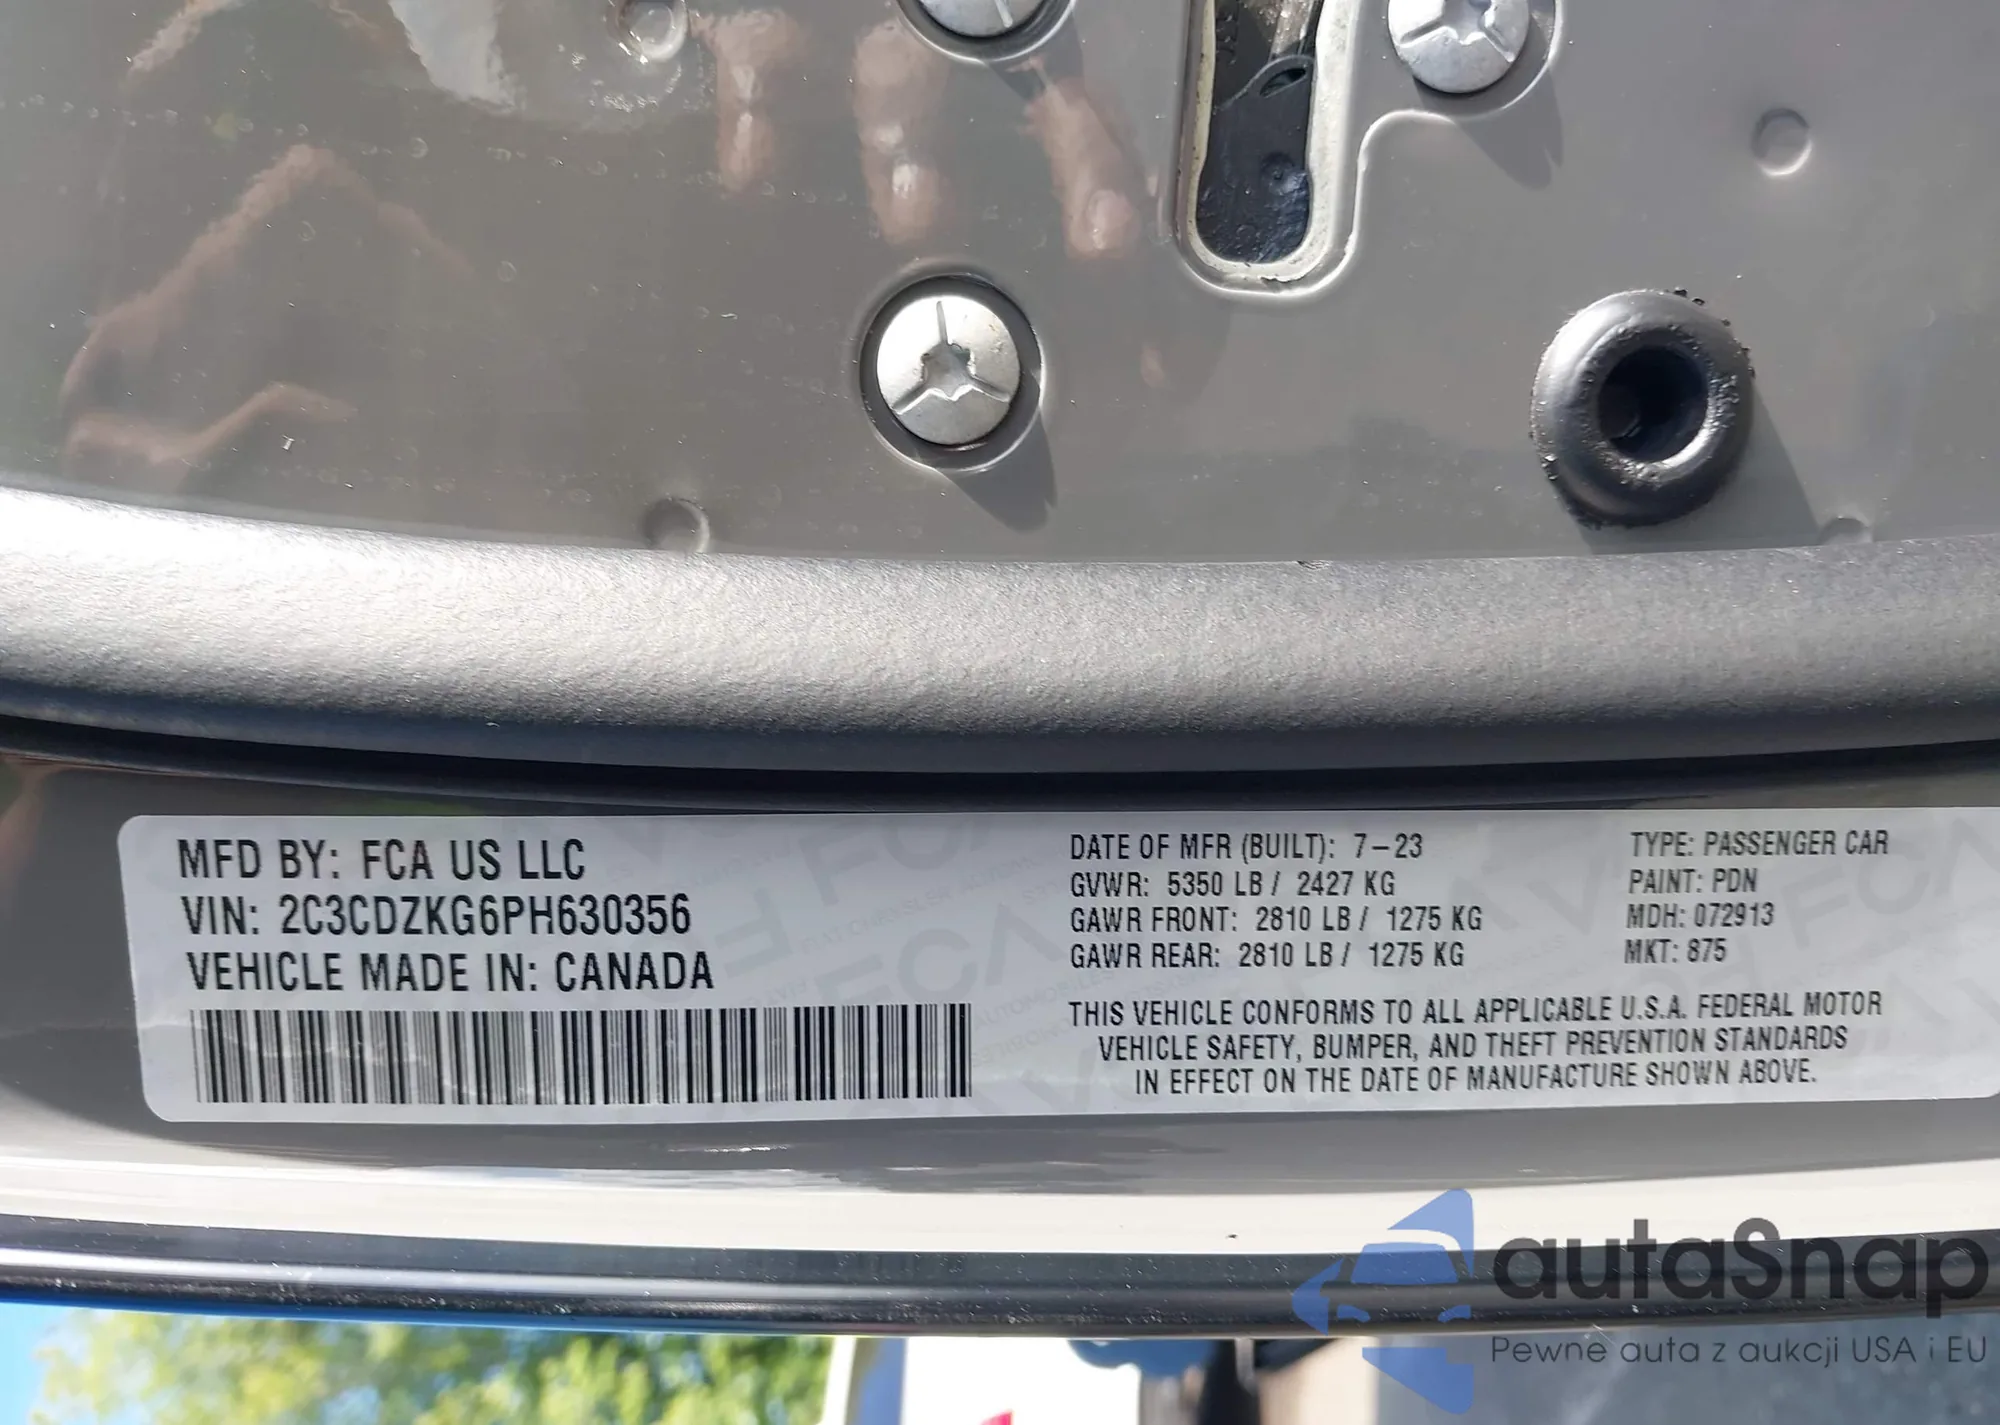 MFD BY: FCA US LLC
VIN: 2C3CDZKG6PH630356
VEHICLE MADE IN: CANADA
DATE OF MFR (BUILT): 7-23
GVWR: 5350 LB / 2427 KG
GAWR FRONT: 2810 LB / 1275 KG
GAWR REAR: 2810 LB / 1275 KG
TYPE: PASSENGER CAR
PAINT: PDN
MDH: 072913
MKT: 875
THIS VEHICLE CONFORMS TO ALL APPLICABLE U.S.A. FEDERAL MOTOR
VEHICLE SAFETY, BUMPER, AND THEFT PREVENTION STANDARDS
IN EFFECT ON THE DATE OF MANUFACTURE SHOWN ABOVE.
autaSnap
Pewne auta z aukcji USA i EU